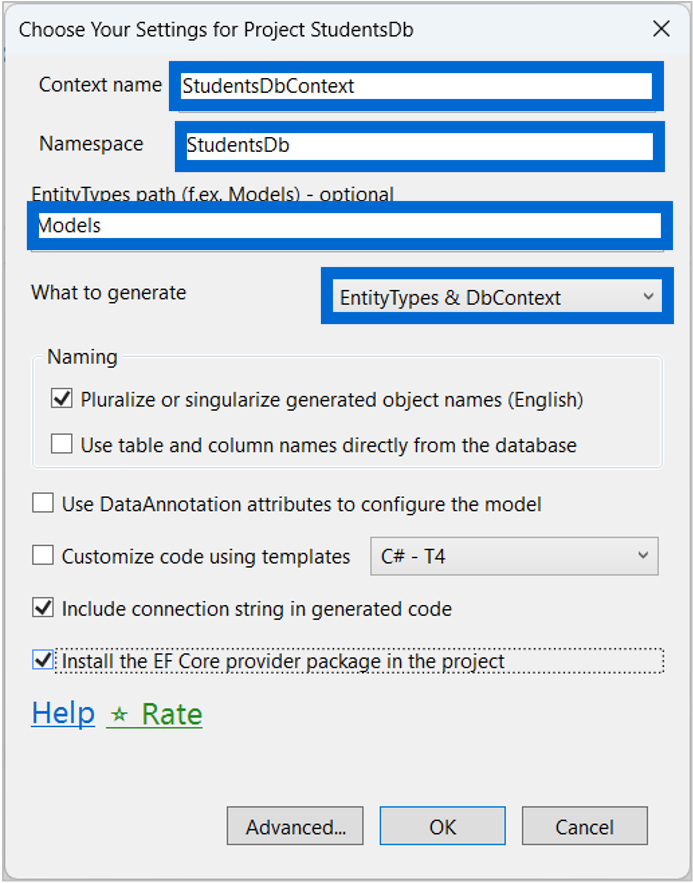 Choose Your Settings for Project StudentsDb
Context name StudentsDbContext
Namespace StudentsDb
EntityTypes path (f.ex. Models) - optional
Models
What to generate EntityTypes & DbContext
Naming
Pluralize or singularize generated object names (English)
Use table and column names directly from the database
Use DataAnnotation attributes to configure the model
Customize code using templates C# - T4
Include connection string in generated code
Install the EF Core provider package in the project
Help ☆ Rate
Advanced... OK Cancel